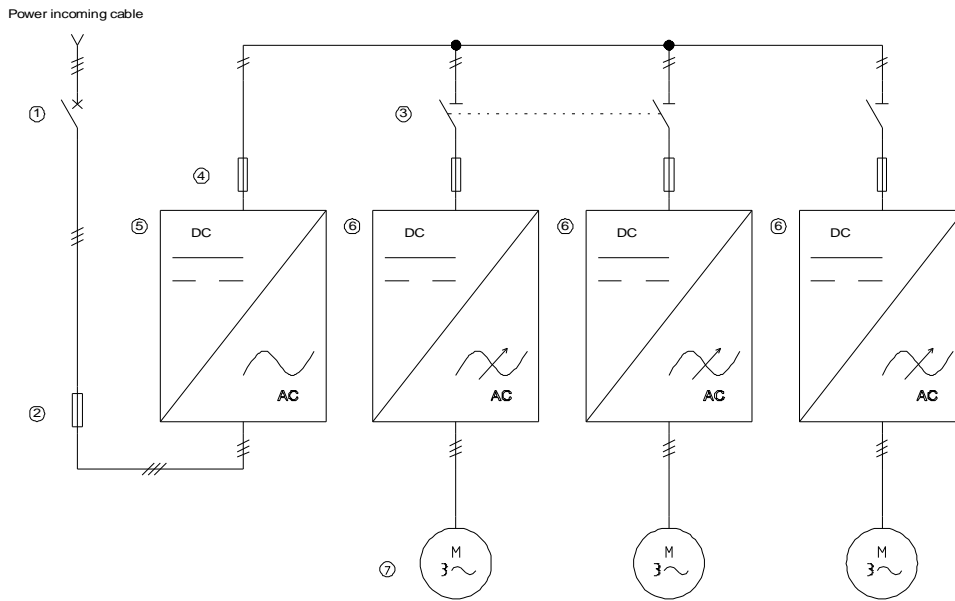 Power incoming cable
①
③
④
⑤ DC ⑥ DC ⑥ DC ⑥ DC
AC AC AC AC
②
M M M
3~ 3~ 3~
⑦